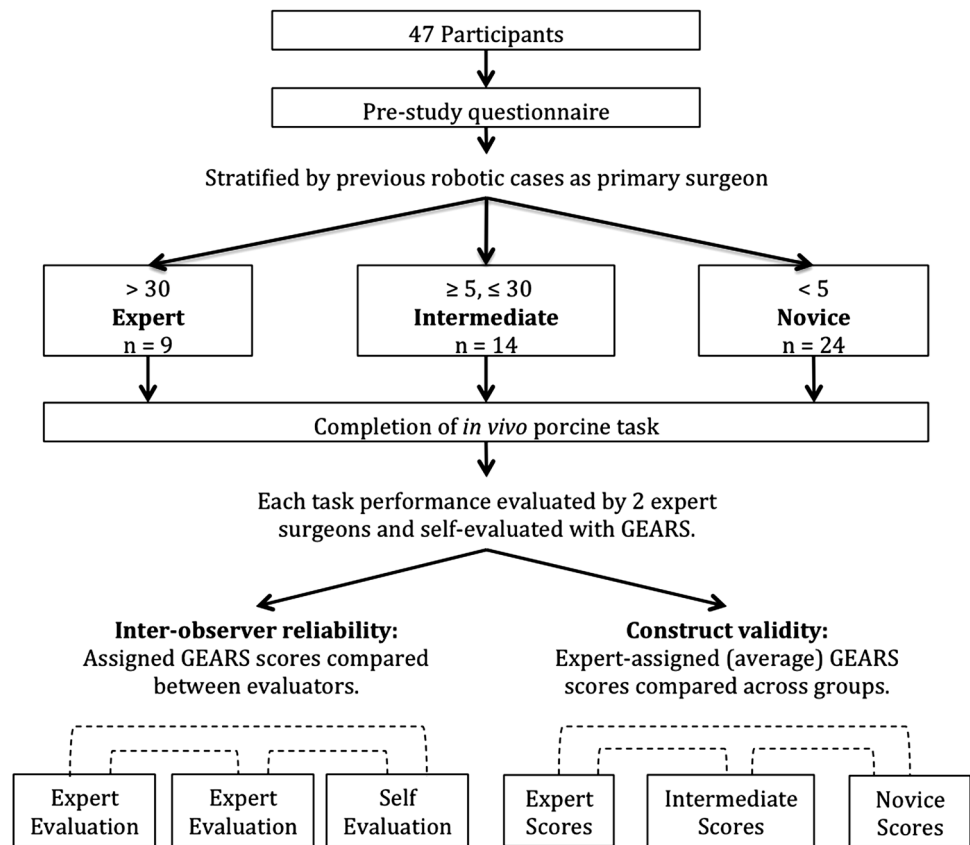 47 Participants
Pre-study questionnaire
Stratified by previous robotic cases as primary surgeon
> 30
Expert
n = 9
≥ 5, ≤ 30
Intermediate
n = 14
< 5
Novice
n = 24
Completion of in vivo porcine task
Each task performance evaluated by 2 expert
surgeons and self-evaluated with GEARS.
Inter-observer reliability:
Assigned GEARS scores compared
between evaluators.
Construct validity:
Expert-assigned (average) GEARS
scores compared across groups.
Expert
Evaluation
Expert
Evaluation
Self
Evaluation
Expert
Scores
Intermediate
Scores
Novice
Scores